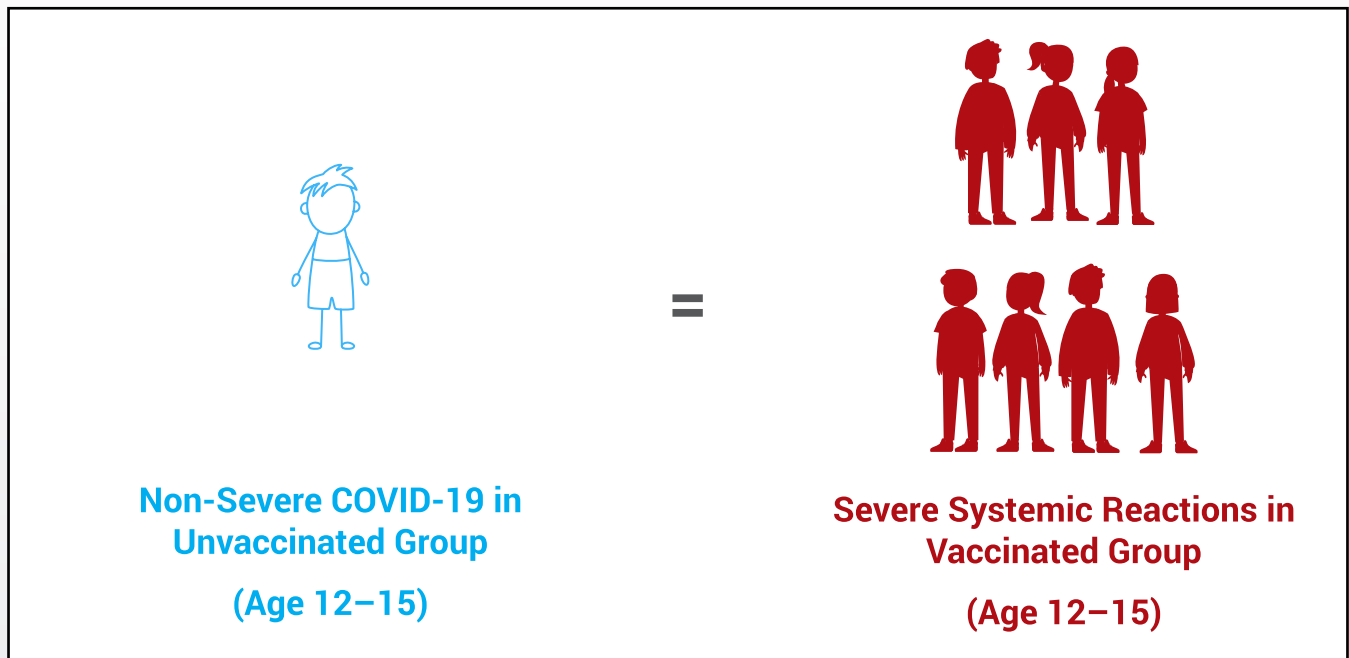 =
Non-Severe COVID-19 in
Unvaccinated Group
(Age 12–15)
Severe Systemic Reactions in
Vaccinated Group
(Age 12–15)